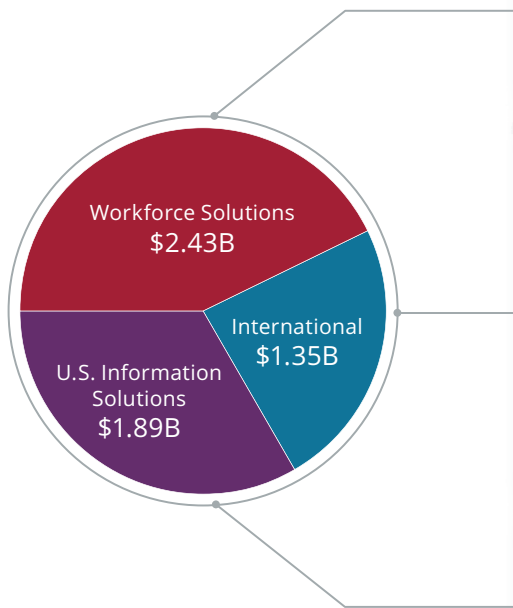 Workforce Solutions
$2.43B
International
$1.35B
U.S. Information
Solutions
$1.89B